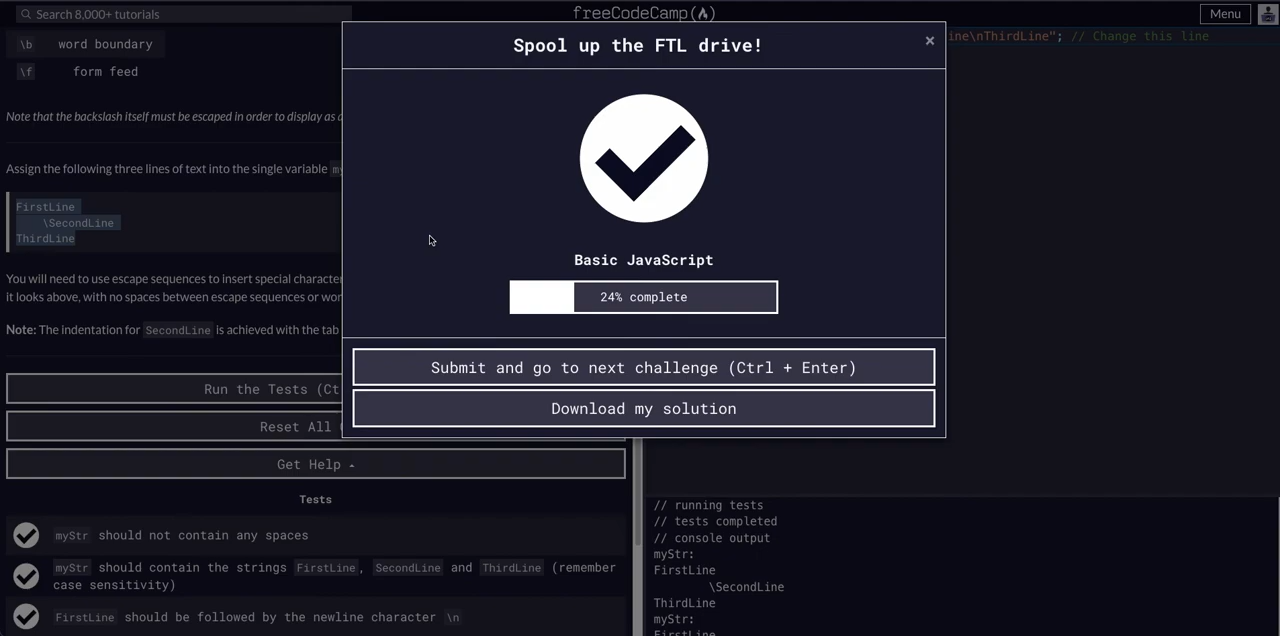 Search 8,000+ tutorials
freeCodeCamp
Menu
\b word boundary
\f form feed
Note that the backslash itself must be escaped in order to display as
Assign the following three lines of text into the single variable
FirstLine
\SecondLine
ThirdLine
You will need to use escape sequences to insert special
it looks above, with no spaces between escape sequences or
Note: The indentation for SecondLine is achieved with the tab
Run the Tests
Reset All
Get Help
Tests
myStr should not contain any spaces
myStr should contain the strings FirstLine, SecondLine and ThirdLine (remember
case sensitivity)
FirstLine should be followed by the newline character \n
Spool up the FTL drive!
×
Basic JavaScript
24% complete
Submit and go to next challenge (Ctrl + Enter)
Download my solution
ine\nThirdLine"; // Change this line
// running tests
// tests completed
// console output
myStr:
FirstLine
\SecondLine
ThirdLine
myStr:
FirstLine